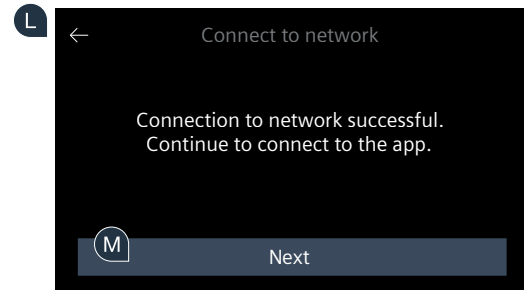 L
Connect to network
Connection to network successful.
Continue to connect to the app.
M
Next